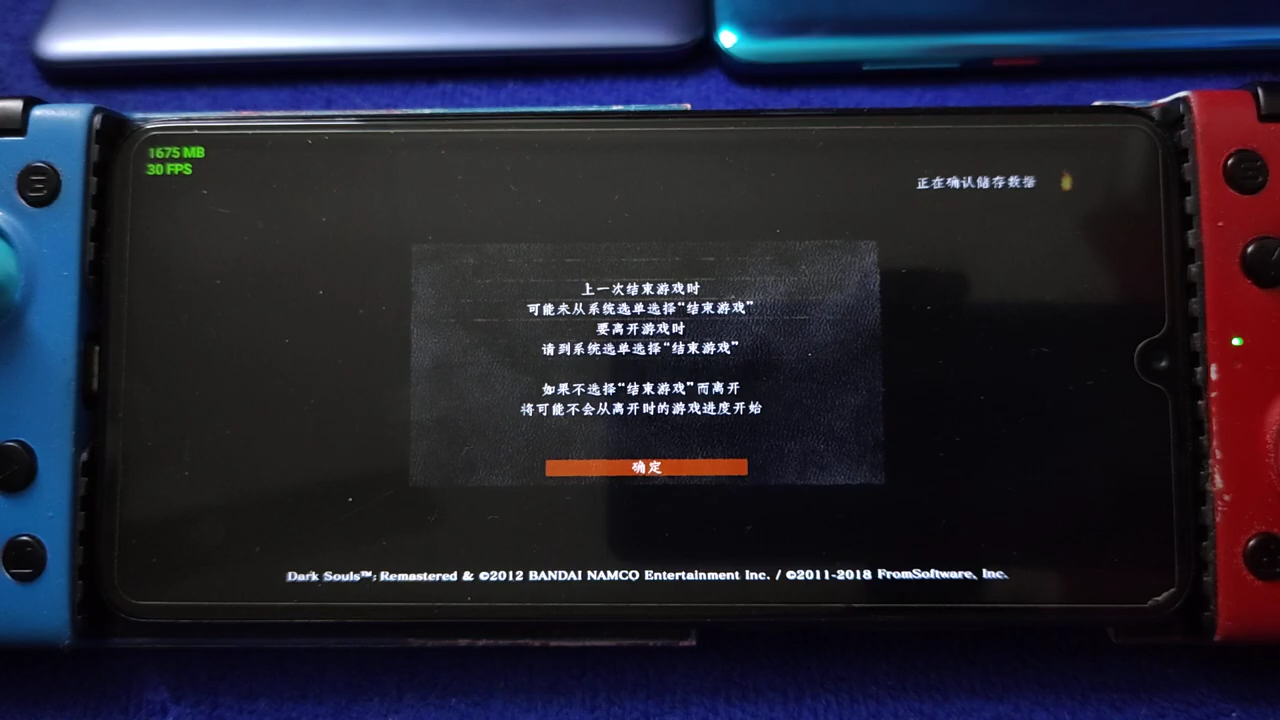 1675 MB
30 FPS
正在确认储存数据
上一次结束游戏时
可能未从系统选单选择“结束游戏”
要离开游戏时
请到系统选单选择“结束游戏”
如果不选择“结束游戏”而离开
将可能不会从离开时的游戏进度开始
确定
Dark Souls™: Remastered & ©2012 BANDAI NAMCO Entertainment Inc. / ©2011-2018 FromSoftware, Inc.